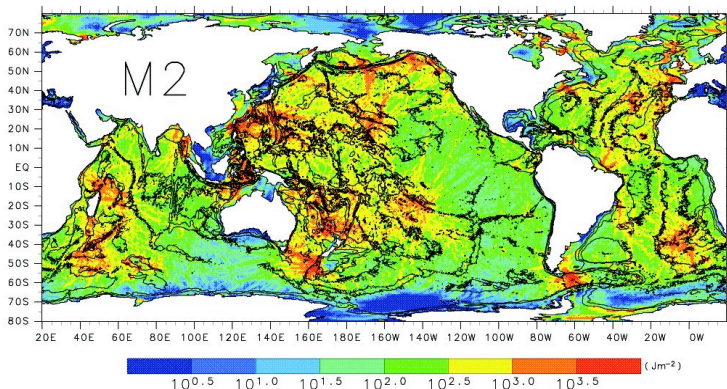 70N
60N
50N
M2
40N
30N
20N
10N
EQ
10S
20S
30S
40S
50S
60S
70S
80S
20E 40E 60E 80E 100E 120E 140E 160E 180E 160W 140W 120W 100W 80W 60W 40W 20W 0W
10^0.5 10^1.0 10^1.5 10^2.0 10^2.5 10^3.0 10^3.5 (Jm⁻²)